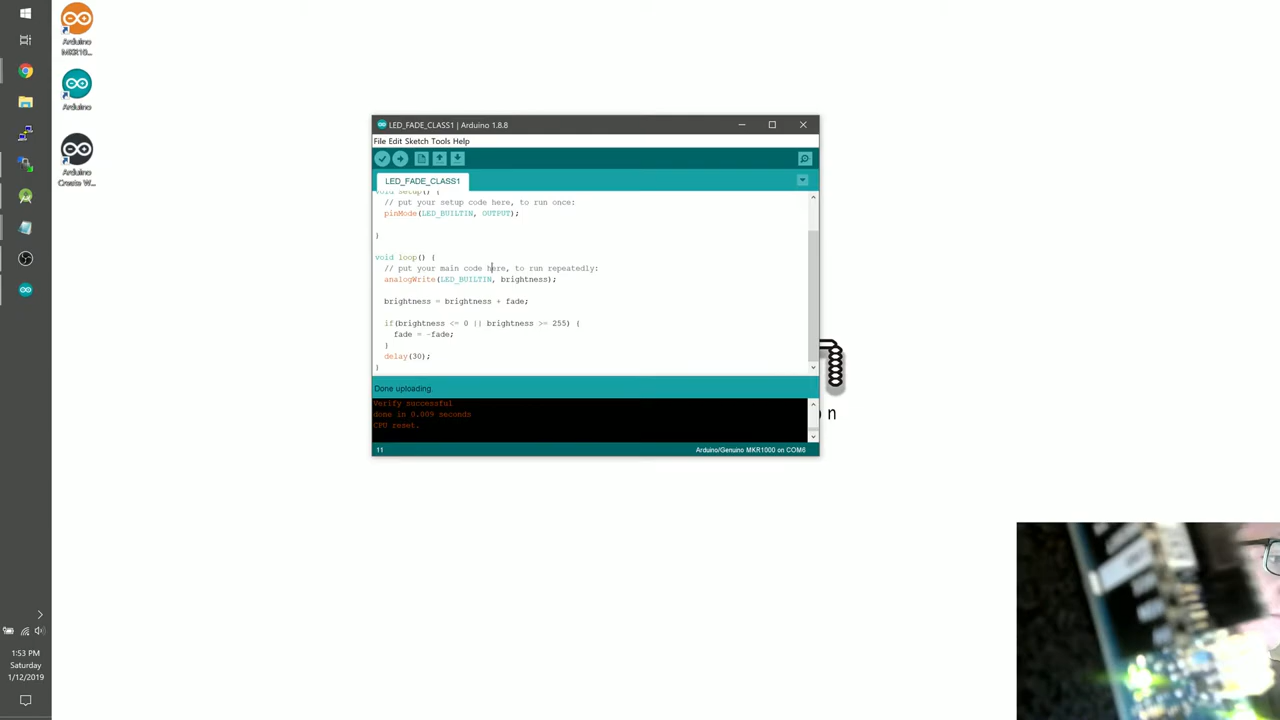 Arduino
MKR10...
Arduino
Arduino
Create W...
LED_FADE_CLASS1 | Arduino 1.8.8
File Edit Sketch Tools Help
LED_FADE_CLASS1
void setup() {
// put your setup code here, to run once:
pinMode(LED_BUILTIN, OUTPUT);
}
void loop() {
// put your main code here, to run repeatedly:
analogWrite(LED_BUILTIN, brightness);
brightness = brightness + fade;
if(brightness <= 0 || brightness >= 255) {
fade = -fade;
}
delay(30);
}
Done uploading.
Verify successful
done in 0.009 seconds
CPU reset.
11
Arduino/Genuino MKR1000 on COM6
n
1:53 PM
Saturday
1/12/2019